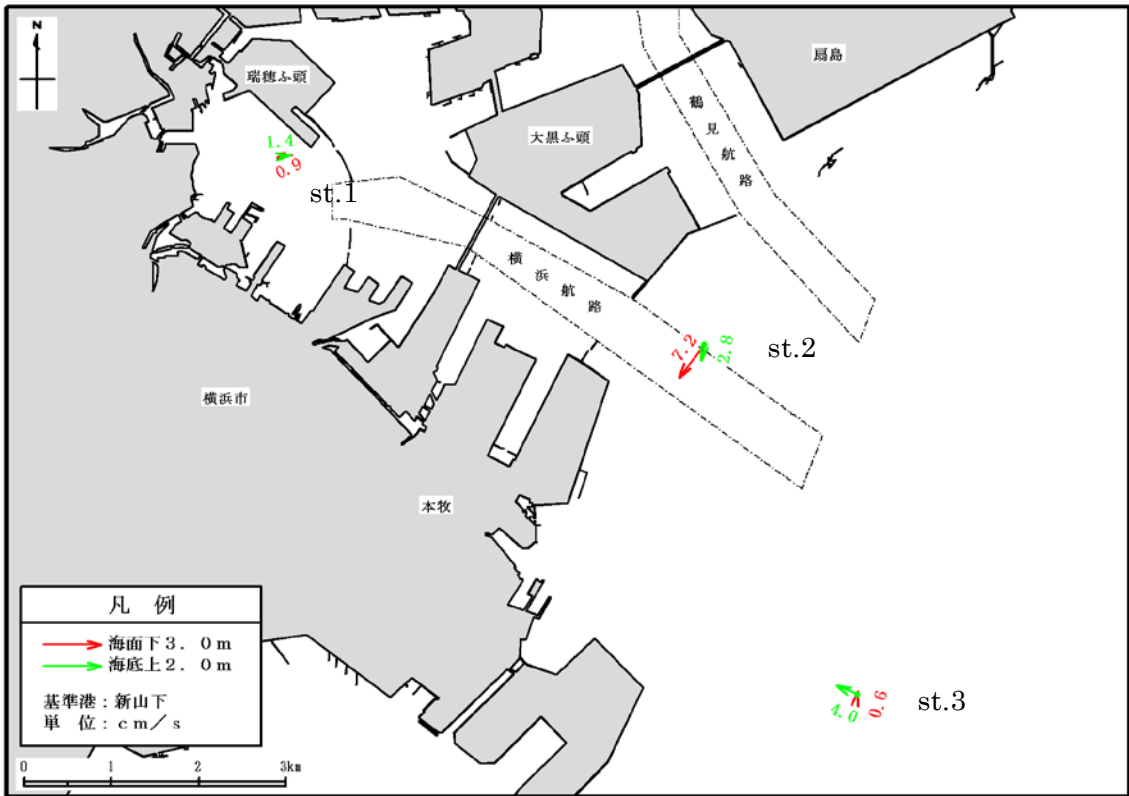 N
扇島
瑞穂ふ頭
大黒ふ頭
鶴見航路
1.4
0.9
st.1
横浜航路
7.2
2.8
st.2
横浜市
本牧
凡 例
海面下3.0m
海底上2.0m
基準港:新山下
単 位:cm/s
4.0
0.6
st.3
0 1 2 3km